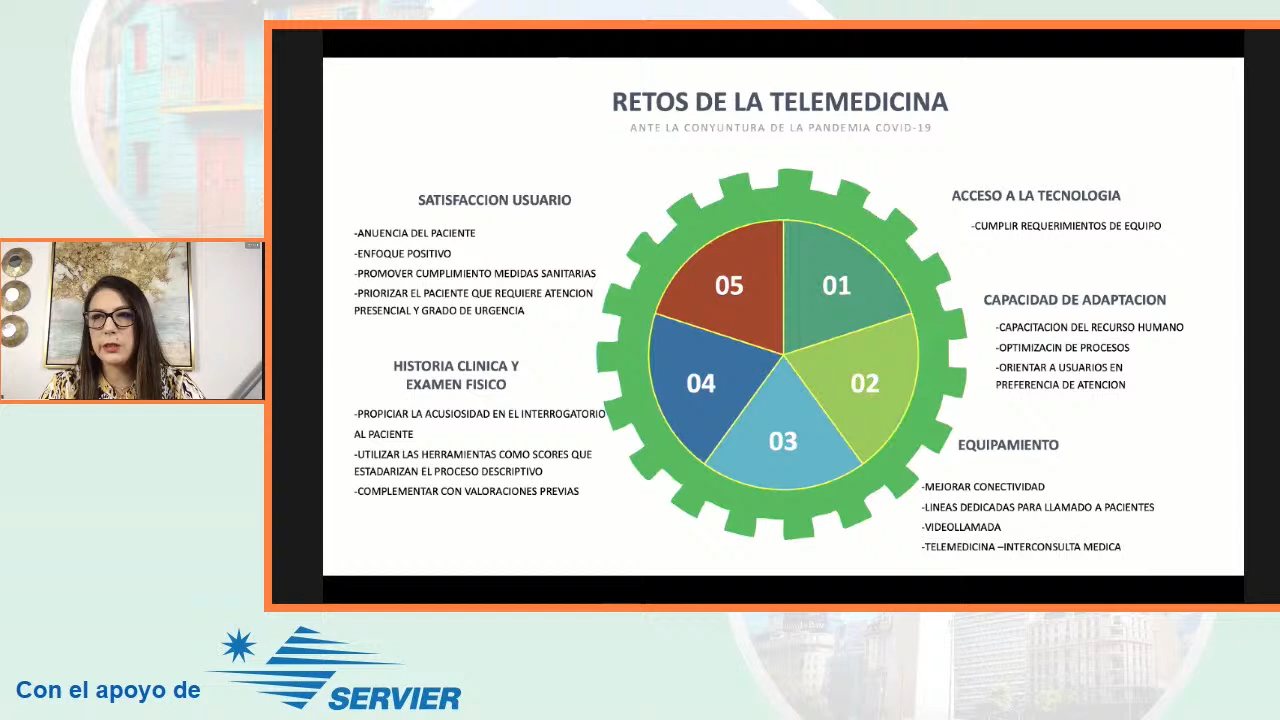 RETOS DE LA TELEMEDICINA
ANTE LA CONYUNTURA DE LA PANDEMIA COVID-19
SATISFACCION USUARIO
-ANUENCIA DEL PACIENTE
-ENFOQUE POSITIVO
-PROMOVER CUMPLIMIENTO MEDIDAS SANITARIAS
-PRIORIZAR EL PACIENTE QUE REQUIERE ATENCION
PRESENCIAL Y GRADO DE URGENCIA
HISTORIA CLINICA Y
EXAMEN FISICO
-PROPICIAR LA ACUSIOSIDAD EN EL INTERROGATORIO
AL PACIENTE
-UTILIZAR LAS HERRAMIENTAS COMO SCORES QUE
ESTADARIZAN EL PROCESO DESCRIPTIVO
-COMPLEMENTAR CON VALORACIONES PREVIAS
05
01
04
02
03
ACCESO A LA TECNOLOGIA
-CUMPLIR REQUERIMIENTOS DE EQUIPO
CAPACIDAD DE ADAPTACION
-CAPACITACION DEL RECURSO HUMANO
-OPTIMIZACIN DE PROCESOS
-ORIENTAR A USUARIOS EN
PREFERENCIA DE ATENCION
EQUIPAMIENTO
-MEJORAR CONECTIVIDAD
-LINEAS DEDICADAS PARA LLAMADO A PACIENTES
-VIDEOLLAMADA
-TELEMEDICINA –INTERCONSULTA MEDICA
Con el apoyo de
SERVIER